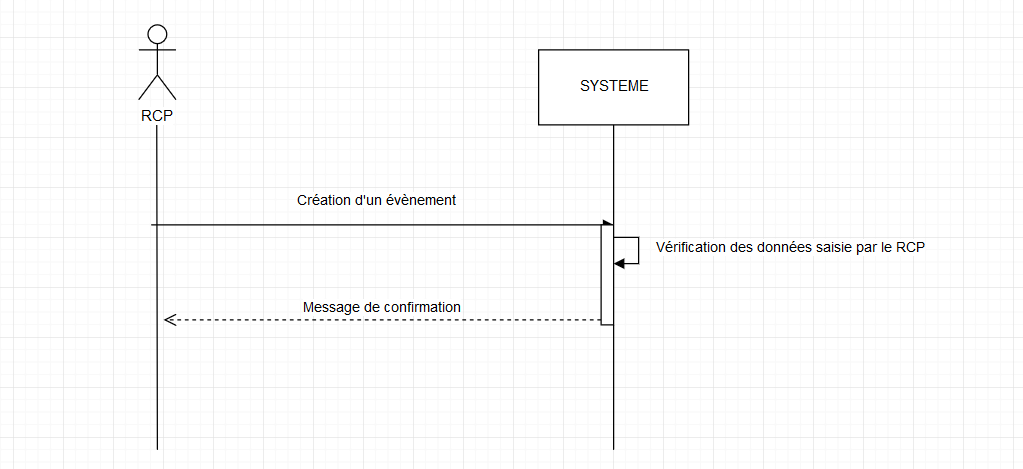 RCP
SYSTEME
Création d'un évènement
Vérification des données saisie par le RCP
Message de confirmation